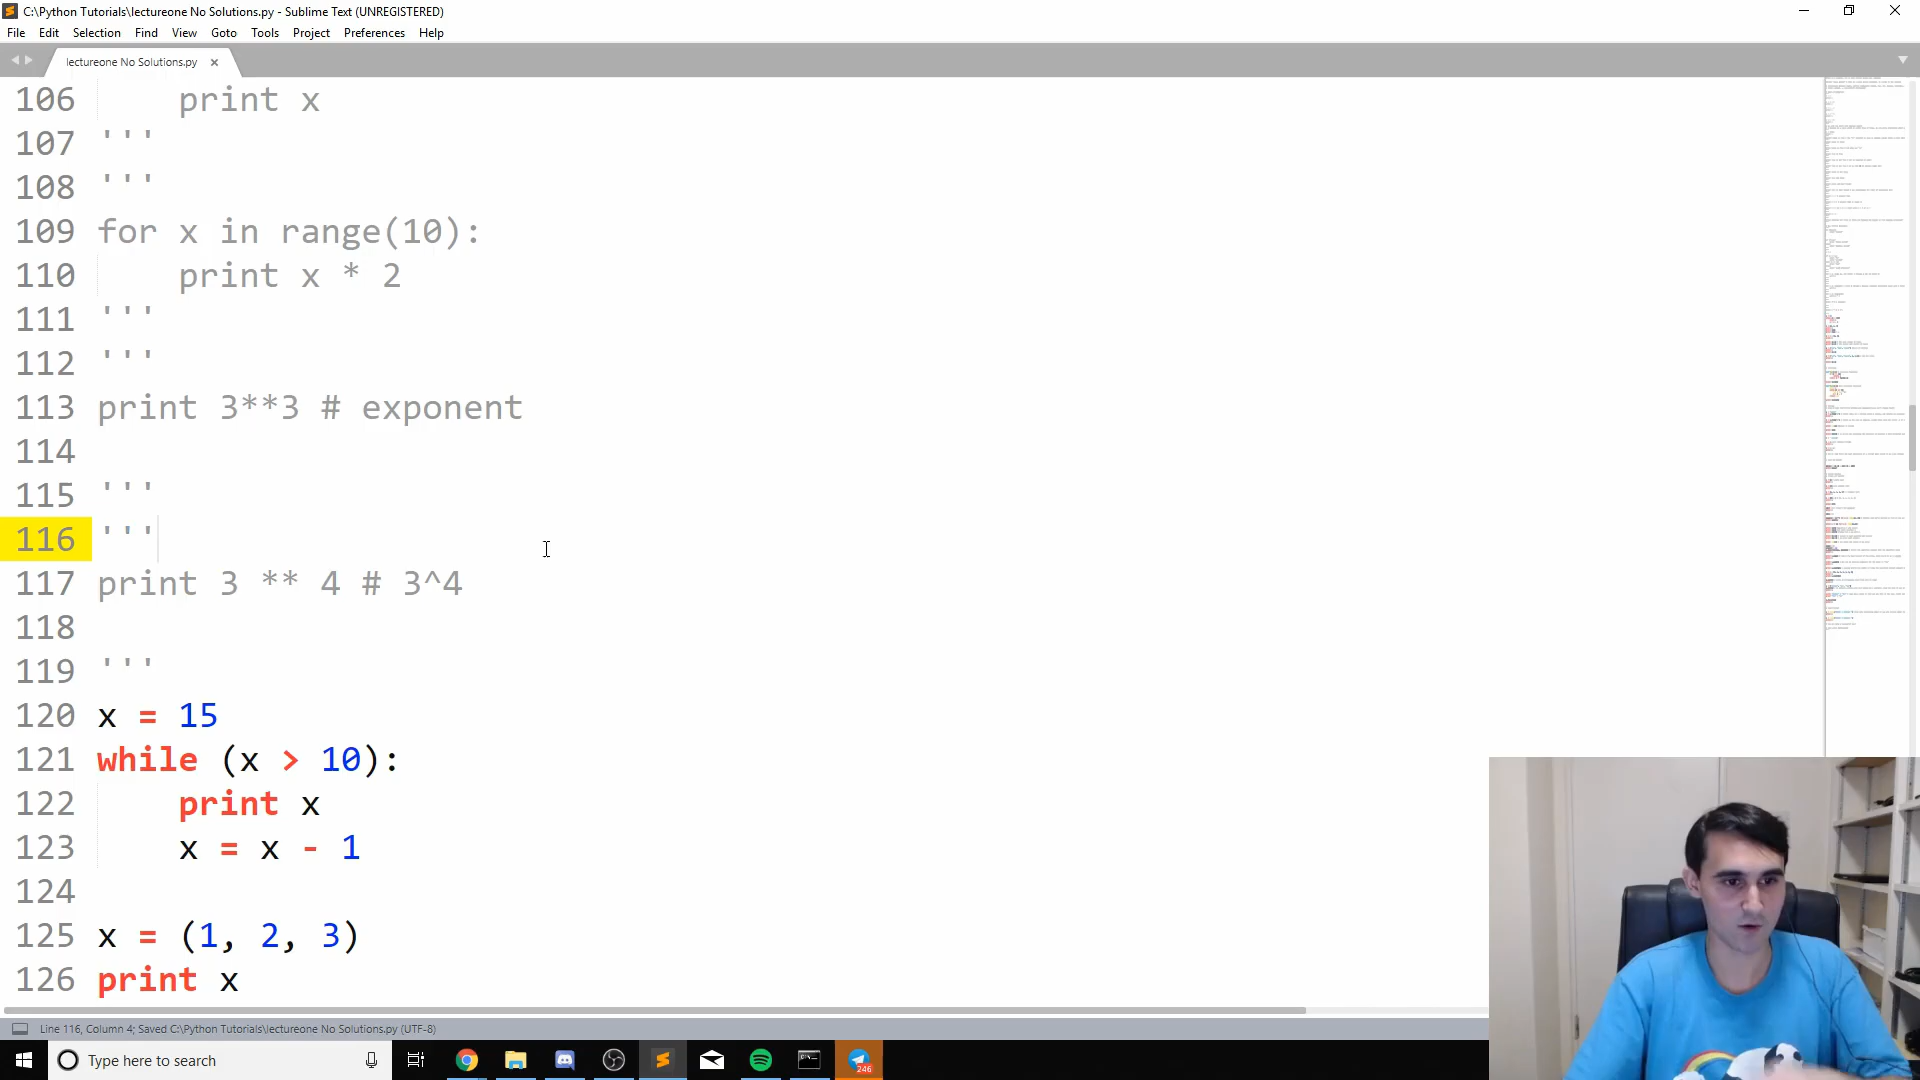 C:\Python Tutorials\lectureone No Solutions.py - Sublime Text (UNREGISTERED)
File Edit Selection Find View Goto Tools Project Preferences Help
lectureone No Solutions.py ×
106     print x
107 '''
108 '''
109 for x in range(10):
110     print x * 2
111 '''
112 '''
113 print 3**3 # exponent
114
115 '''
116 '''
117 print 3 ** 4 # 3^4
118
119 '''
120 x = 15
121 while (x > 10):
122     print x
123     x = x - 1
124
125 x = (1, 2, 3)
126 print x
Line 116, Column 4; Saved C:\Python Tutorials\lectureone No Solutions.py (UTF-8)
Type here to search
246